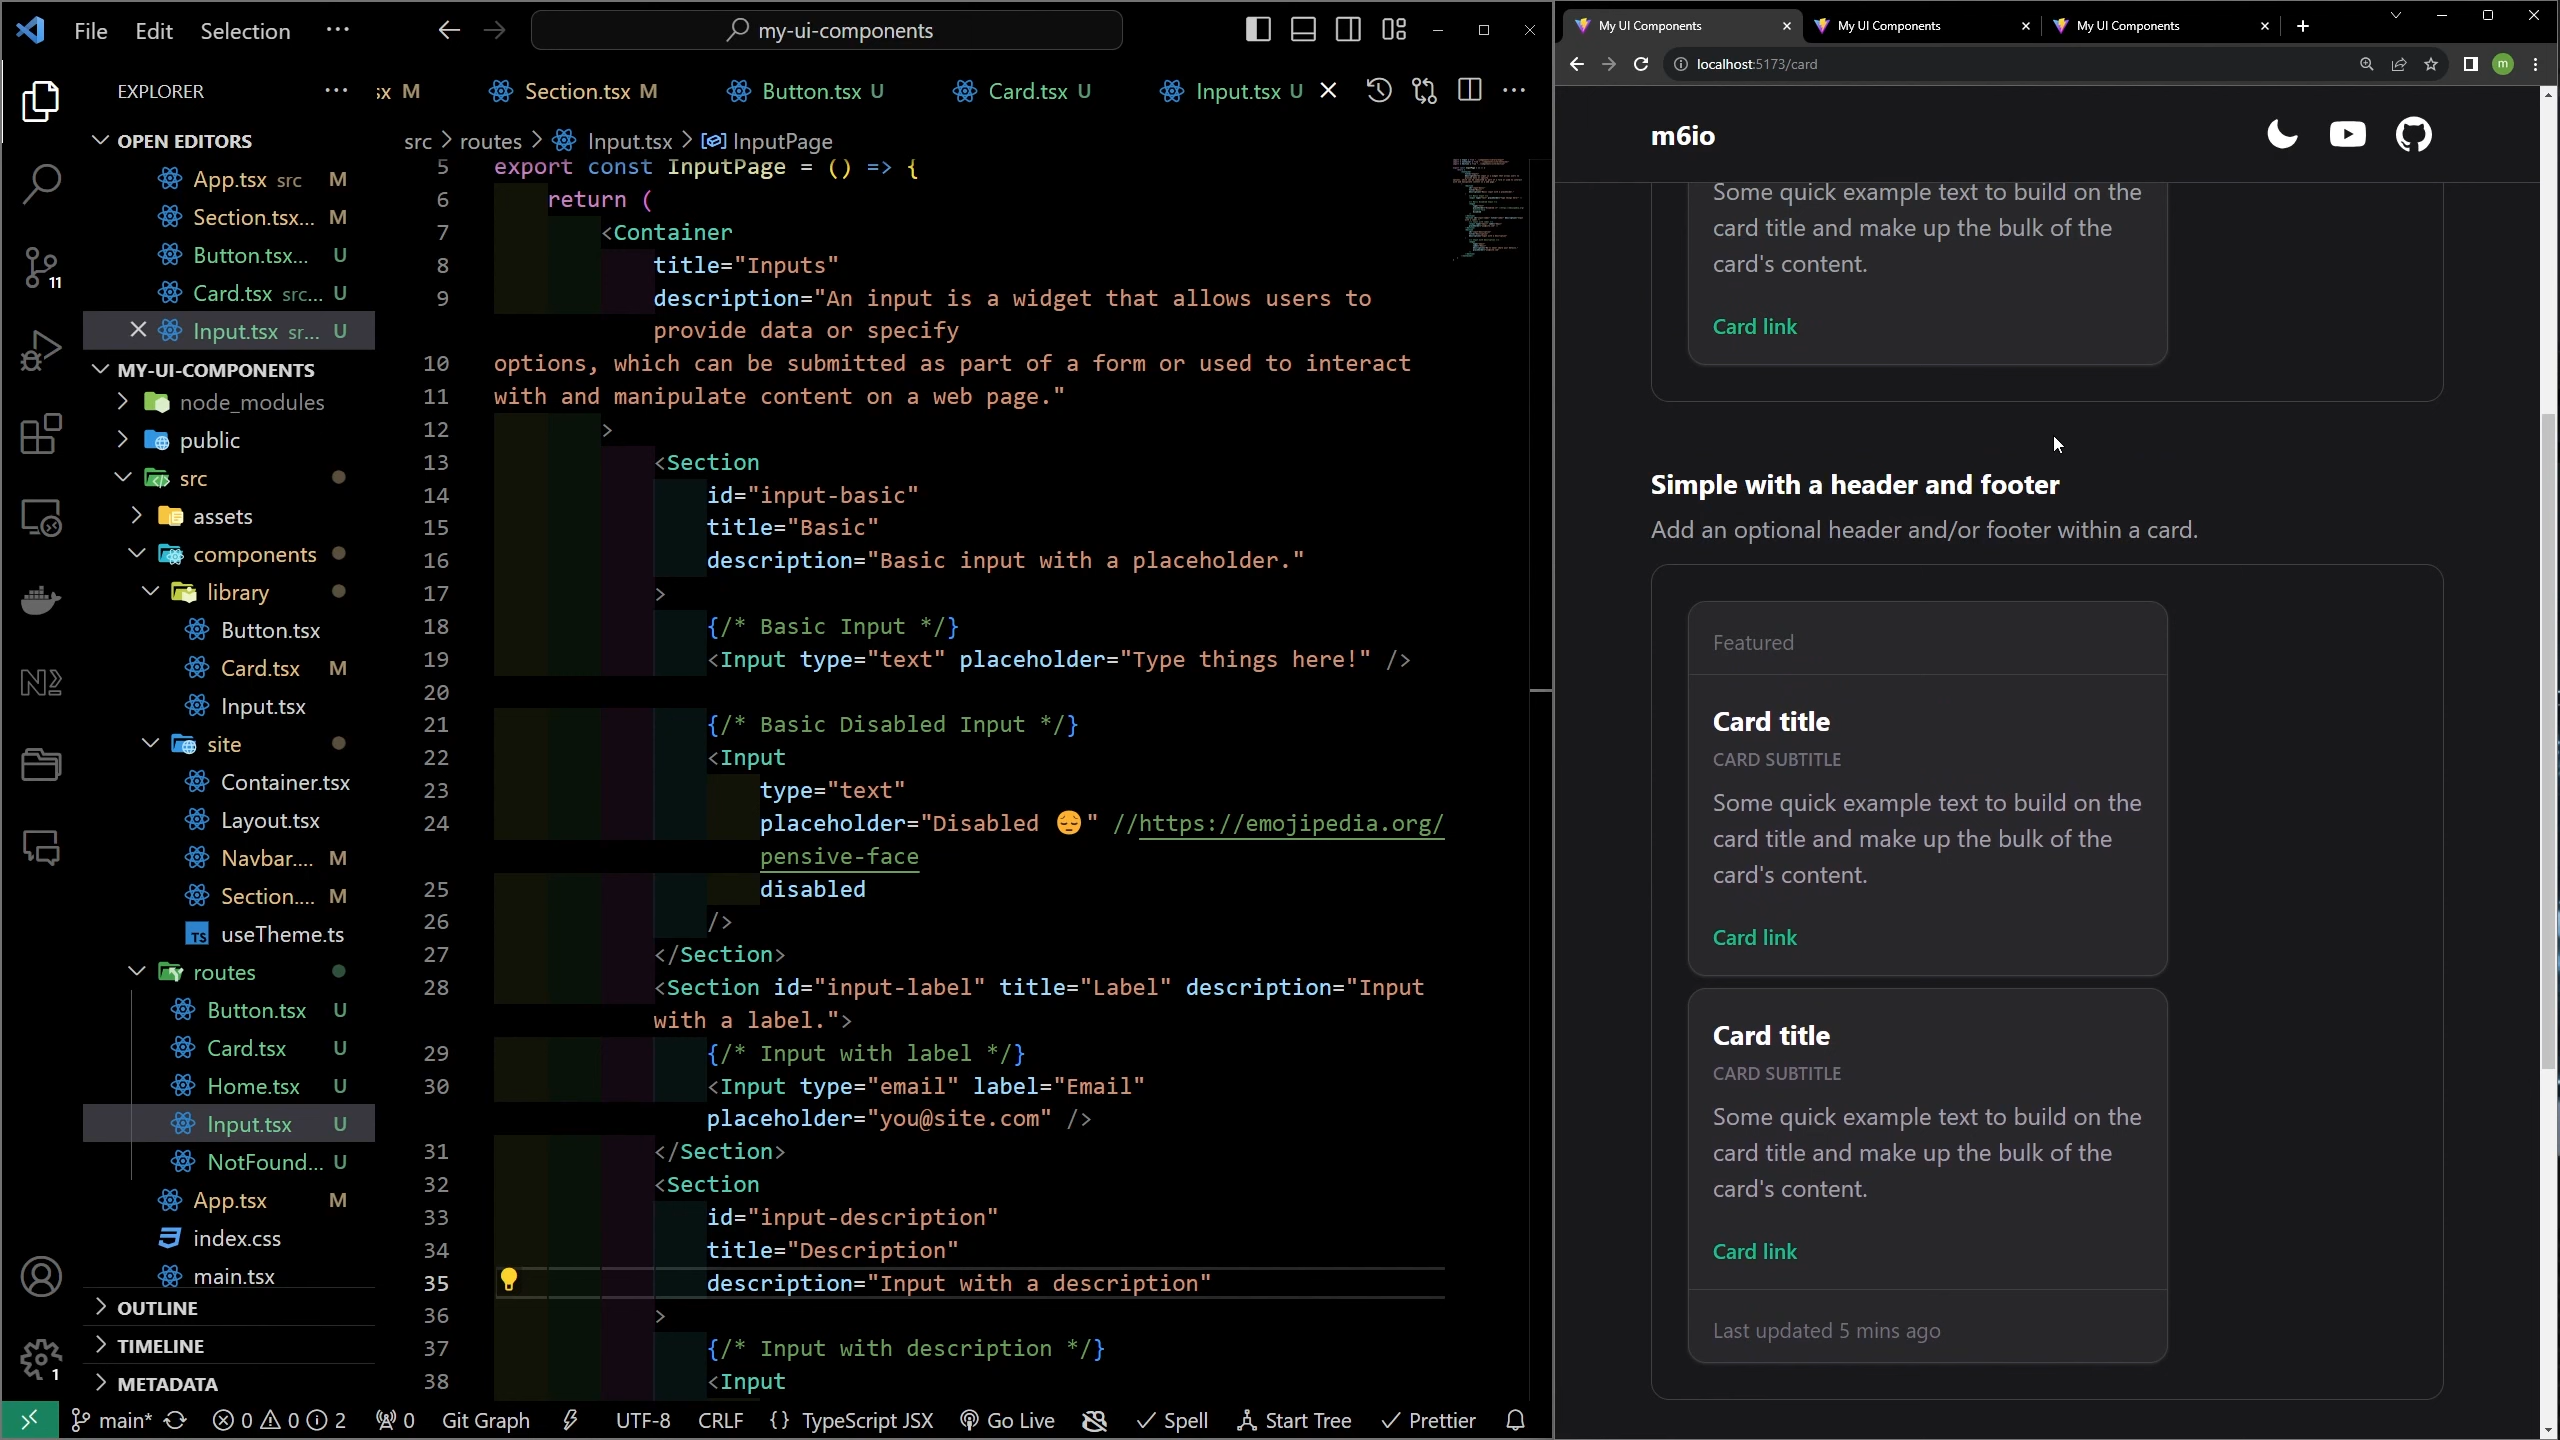 File Edit Selection ···
my-ui-components
EXPLORER ···
OPEN EDITORS
App.tsx src M
Section.tsx... M
Button.tsx... U
Card.tsx src... U
Input.tsx sr... U
MY-UI-COMPONENTS
node_modules
public
src
assets
components
library
Button.tsx
Card.tsx M
Input.tsx
site
Container.tsx
Layout.tsx
Navbar.... M
Section.... M
TS useTheme.ts
routes
Button.tsx U
Card.tsx U
Home.tsx U
Input.tsx U
NotFound... U
App.tsx M
index.css
main.tsx
OUTLINE
TIMELINE
METADATA
11
1
sx M Section.tsx M Button.tsx U Card.tsx U Input.tsx U
src > routes > Input.tsx > InputPage
5 export const InputPage = () => {
6 return (
7 <Container
8 title="Inputs"
9 description="An input is a widget that allows users to
provide data or specify
10 options, which can be submitted as part of a form or used to interact
11 with and manipulate content on a web page."
12 >
13 <Section
14 id="input-basic"
15 title="Basic"
16 description="Basic input with a placeholder."
17 >
18 {/* Basic Input */}
19 <Input type="text" placeholder="Type things here!" />
20
21 {/* Basic Disabled Input */}
22 <Input
23 type="text"
24 placeholder="Disabled 😔" //https://emojipedia.org/
pensive-face
25 disabled
26 />
27 </Section>
28 <Section id="input-label" title="Label" description="Input
with a label.">
29 {/* Input with label */}
30 <Input type="email" label="Email"
placeholder="you@site.com" />
31 </Section>
32 <Section
33 id="input-description"
34 title="Description"
35 description="Input with a description"
36 >
37 {/* Input with description */}
38 <Input
main* 0 0 2 0 Git Graph UTF-8 CRLF {} TypeScript JSX Go Live Spell Start Tree Prettier
My UI Components My UI Components My UI Components
localhost:5173/card
m
m6io
Some quick example text to build on the
card title and make up the bulk of the
card's content.
Card link
Simple with a header and footer
Add an optional header and/or footer within a card.
Featured
Card title
CARD SUBTITLE
Some quick example text to build on the
card title and make up the bulk of the
card's content.
Card link
Card title
CARD SUBTITLE
Some quick example text to build on the
card title and make up the bulk of the
card's content.
Card link
Last updated 5 mins ago